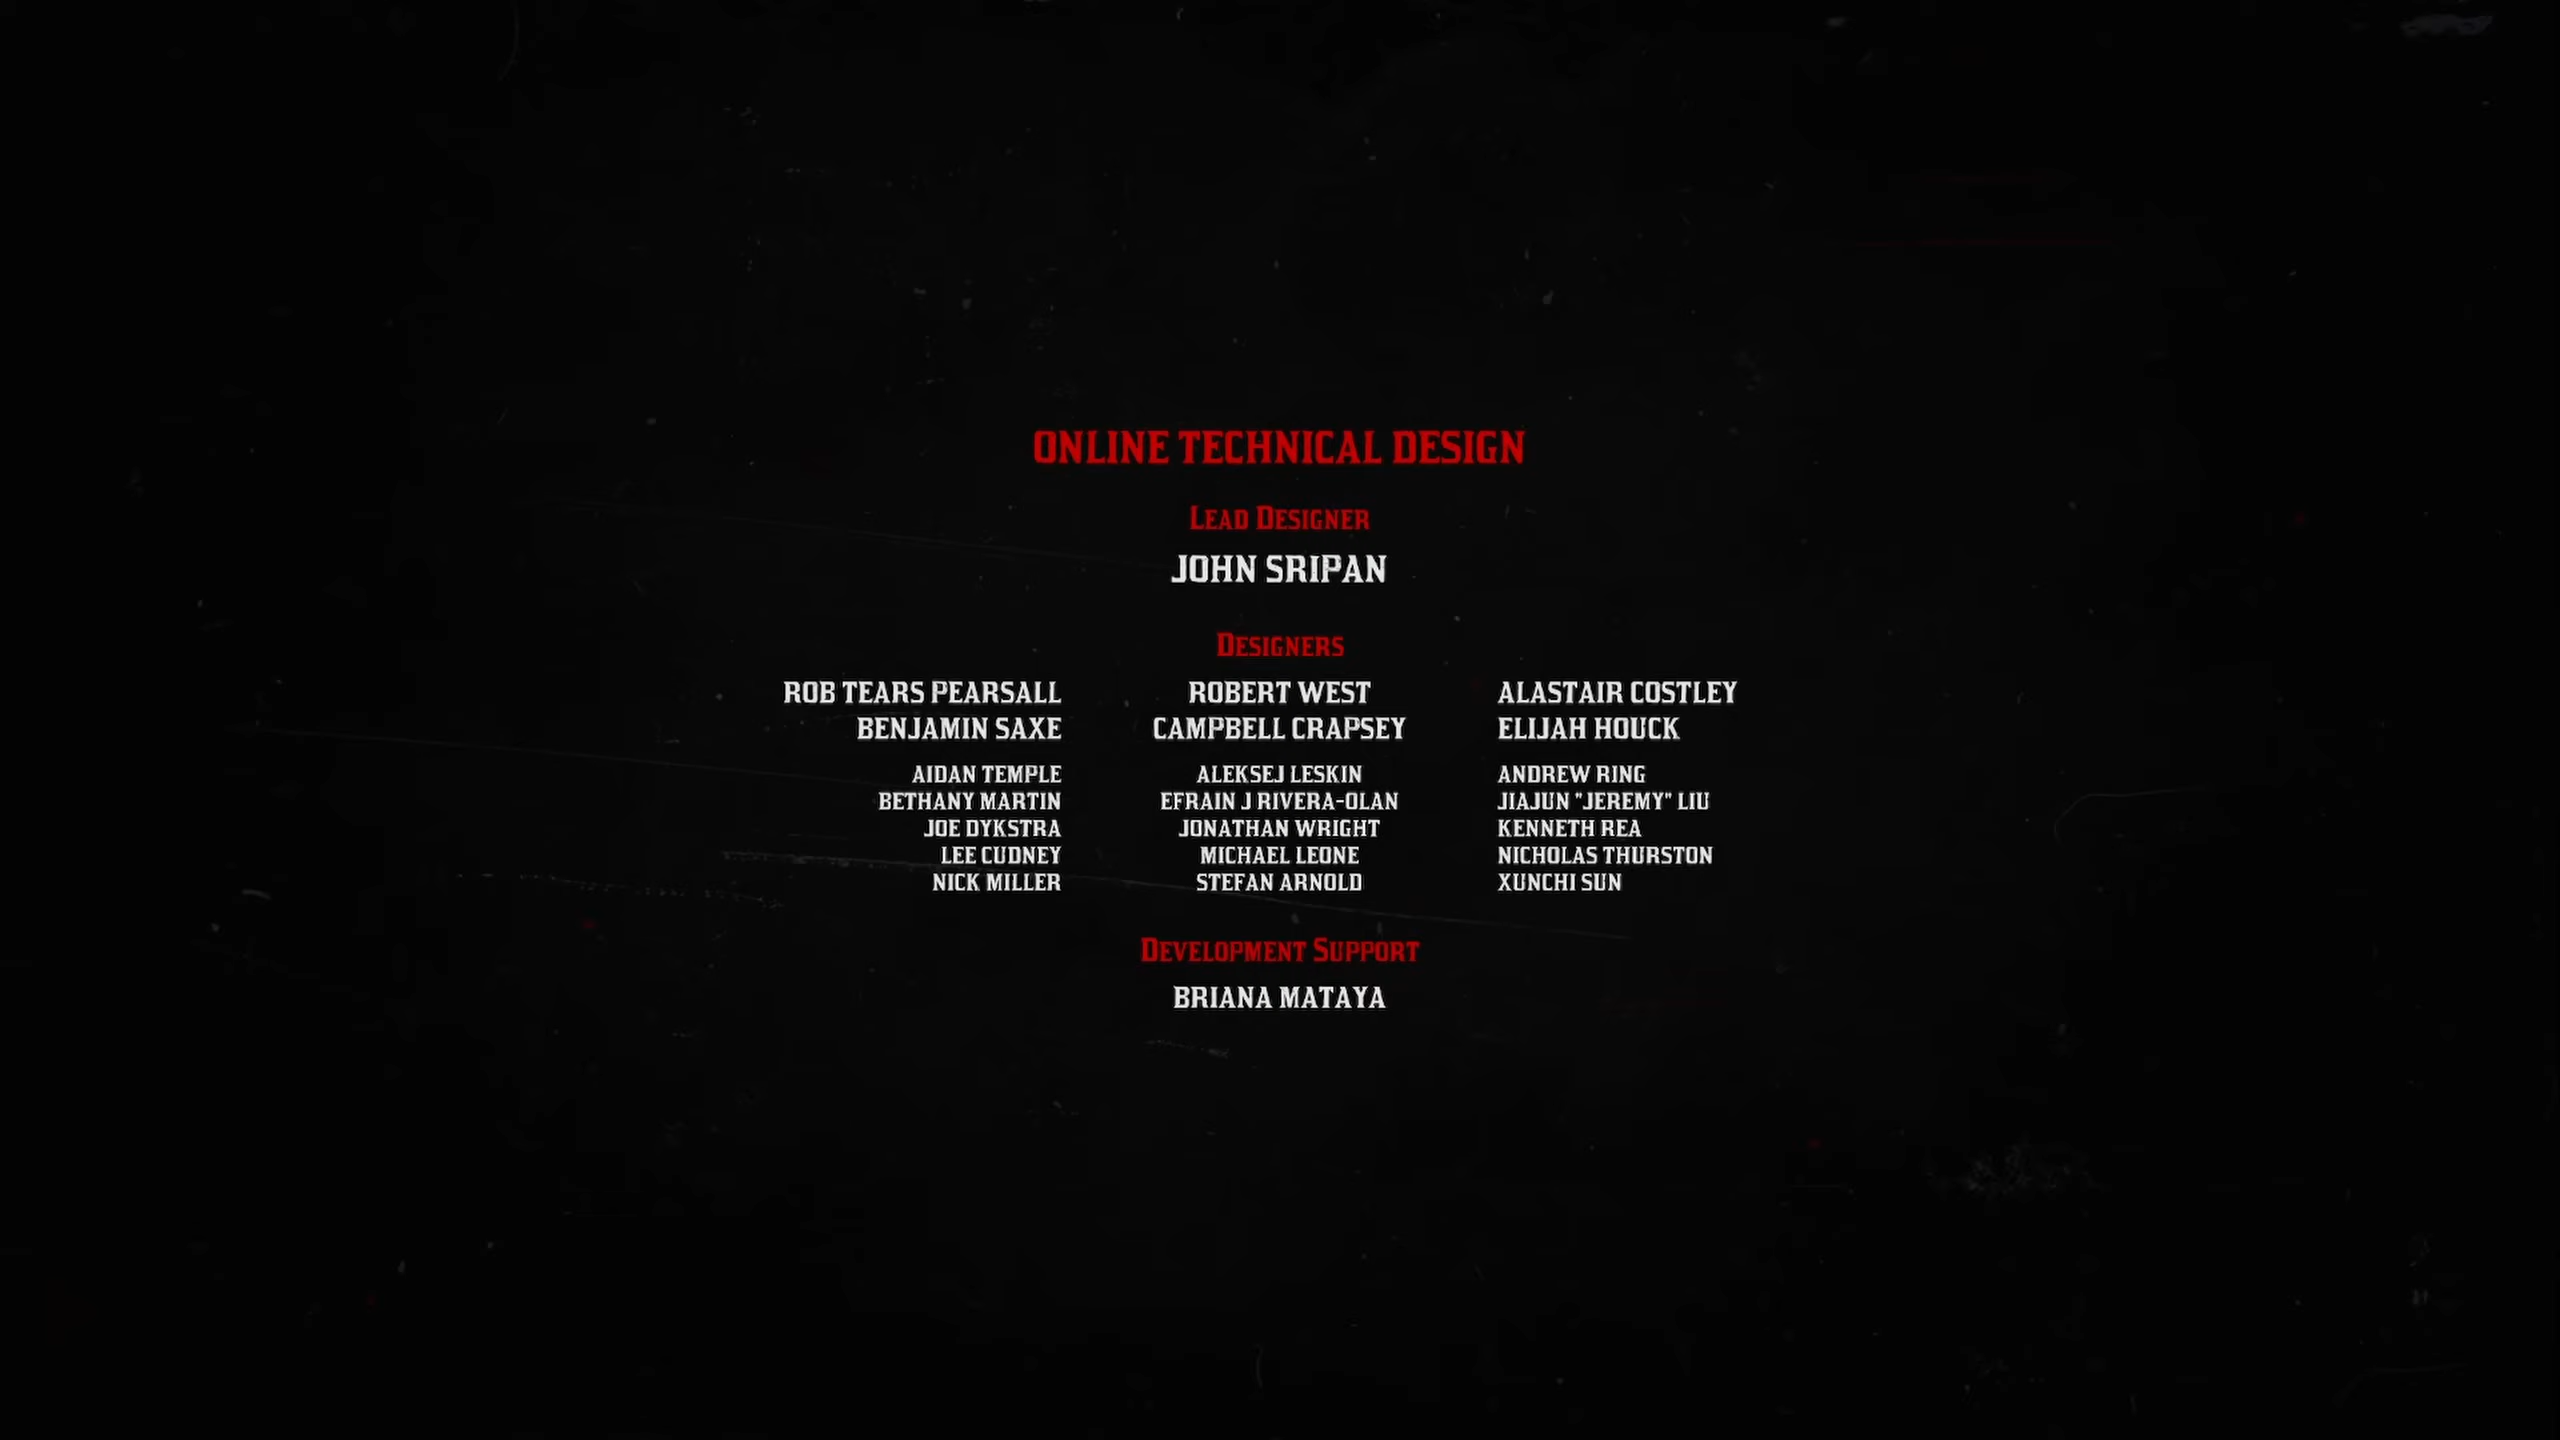 ONLINE TECHNICAL DESIGN
LEAD DESIGNER
JOHN SRIPAN
DESIGNERS
ROB TEARS PEARSALL ROBERT WEST ALASTAIR COSTLEY
BENJAMIN SAXE CAMPBELL CRAPSEY ELIJAH HOUCK
AIDAN TEMPLE ALEKSEJ LESKIN ANDREW RING
BETHANY MARTIN EFRAIN J RIVERA-OLAN JIAJUN "JEREMY" LIU
JOE DYKSTRA JONATHAN WRIGHT KENNETH REA
LEE CUDNEY MICHAEL LEONE NICHOLAS THURSTON
NICK MILLER STEFAN ARNOLD XUNCHI SUN
DEVELOPMENT SUPPORT
BRIANA MATAYA